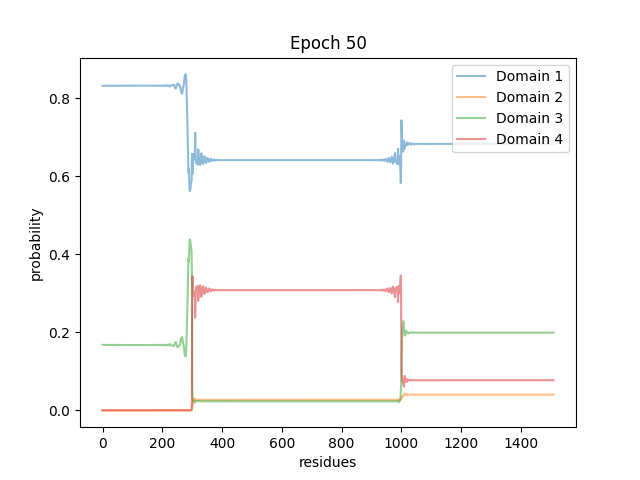 Epoch 50
Domain 1
Domain 2
Domain 3
Domain 4
0.8
0.6
0.4
0.2
0.0
probability
0 200 400 600 800 1000 1200 1400
residues